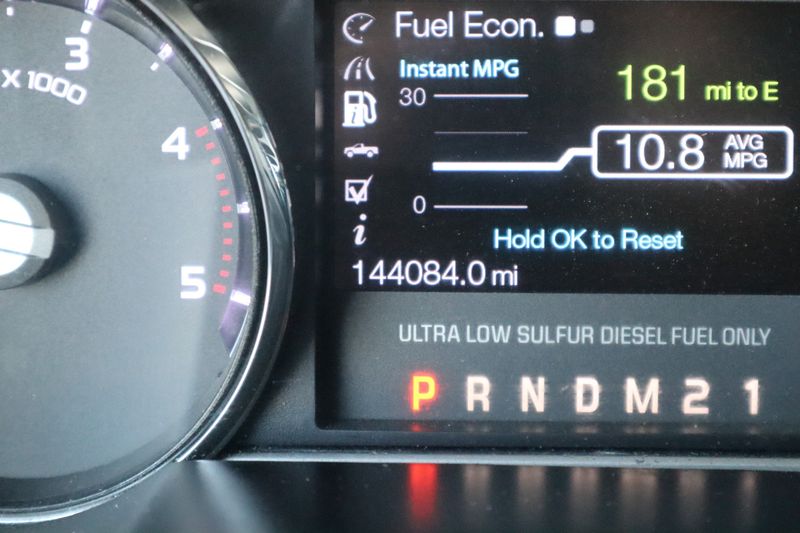 3
X 1000
4
5
Fuel Econ.
Instant MPG
181 mi to E
30
10.8 AVG MPG
0
Hold OK to Reset
144084.0 mi
ULTRA LOW SULFUR DIESEL FUEL ONLY
P R N D M 2 1